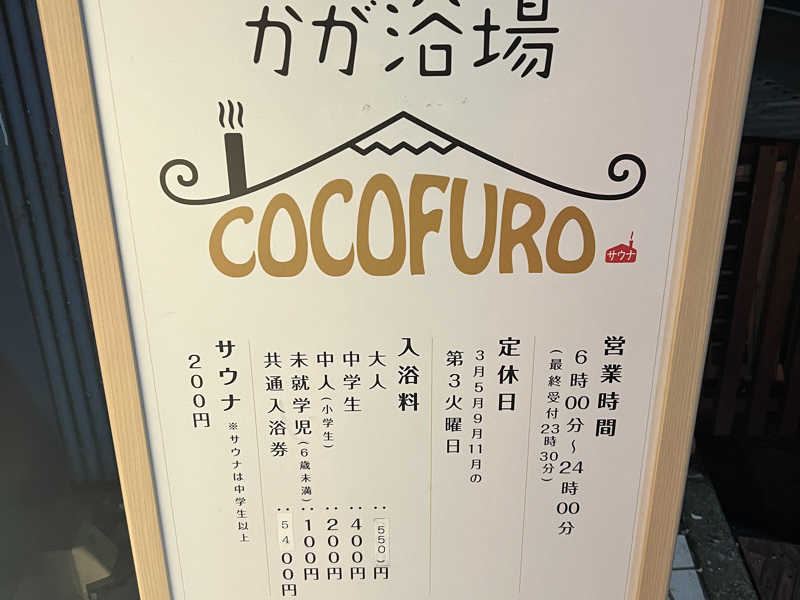 かが浴場
COCOFURO
サウナ
営業時間
6時00分〜24時00分
(最終受付23時30分)
定休日
3月5月9月11月の
第3火曜日
入浴料
大人 : (550)円
中学生 : 400円
中人(小学生) : 200円
未就学児(6歳未満) : 100円
共通入浴券 : 5400円
サウナ ※サウナは中学生以上
200円